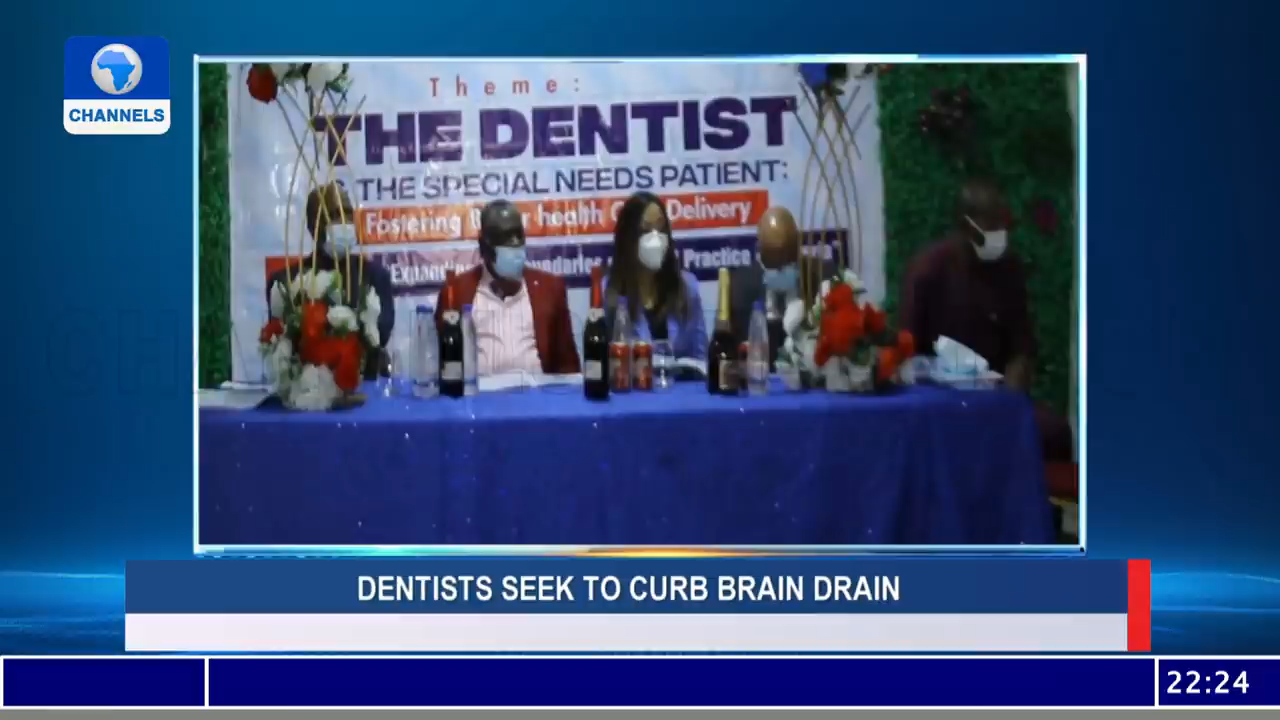 CHANNELS
Theme:
THE DENTIST
THE SPECIAL NEEDS PATIENT:
Fostering health Delivery
Practice
DENTISTS SEEK TO CURB BRAIN DRAIN
22:24